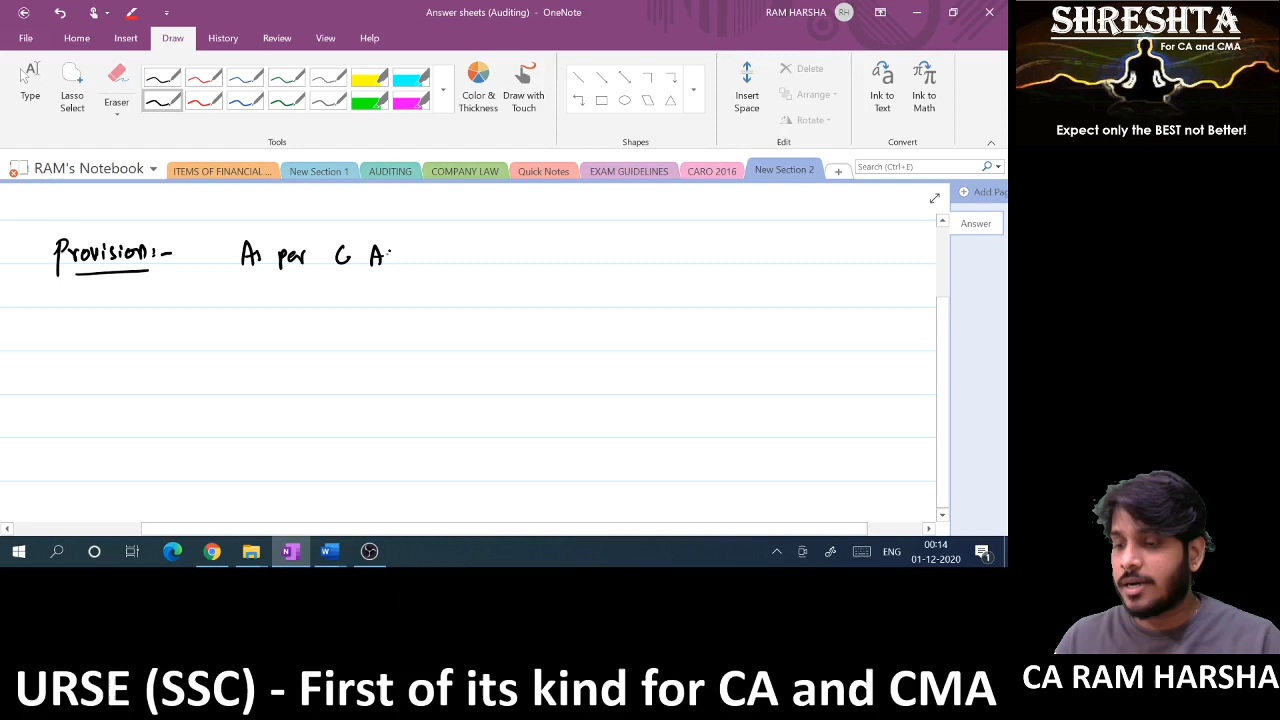 Answer sheets (Auditing) - OneNote
RAM HARSHA RH
File Home Insert Draw History Review View Help
Type Lasso Select Eraser Color & Thickness Draw with Touch Insert Space Delete Arrange Rotate Ink to Text Ink to Math
Tools Shapes Edit Convert
RAM's Notebook ITEMS OF FINANCIAL ... New Section 1 AUDITING COMPANY LAW Quick Notes EXAM GUIDELINES CARO 2016 New Section 2 Search (Ctrl+E)
Add Pag
Answer
Provision:- As per C A
ENG 00:14
01-12-2020
1
SHRESHTA
For CA and CMA
Expect only the BEST not Better!
URSE (SSC) - First of its kind for CA and CMA
CA RAM HARSHA